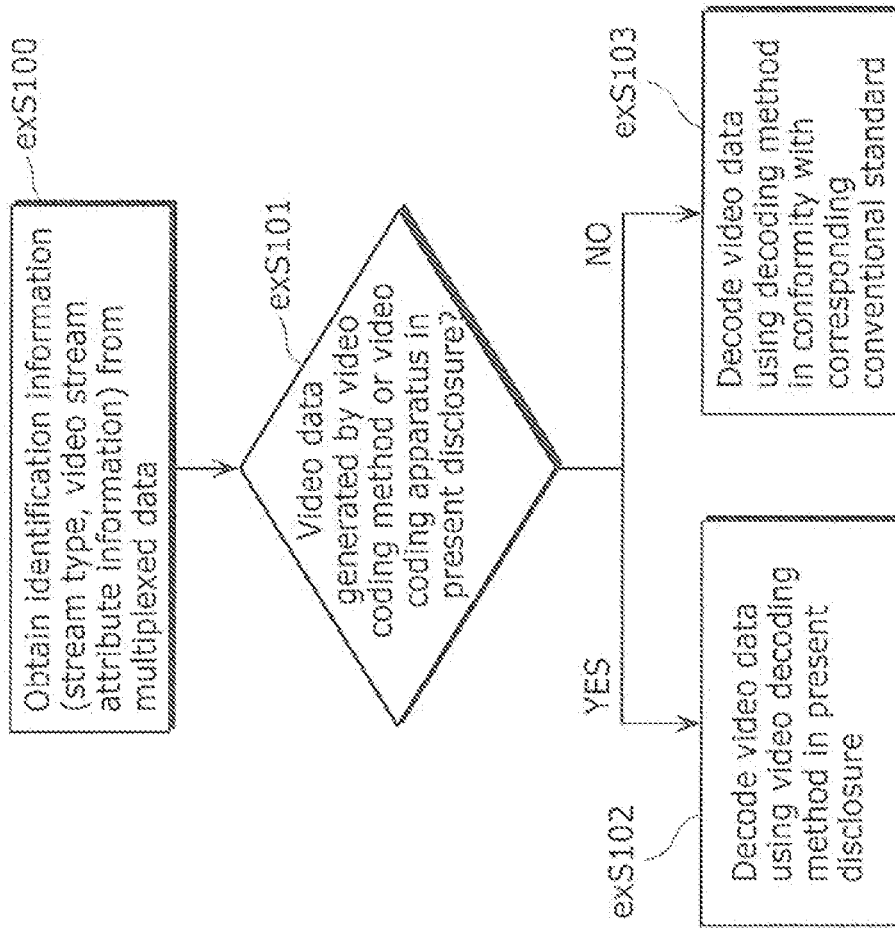 exS100
Obtain identification information
(stream type, video stream
attribute information) from
multiplexed data
exS101
Video data
generated by video
coding method or video
coding apparatus in
present disclosure?
YES
NO
exS102
Decode video data
using video decoding
method in present
disclosure
exS103
Decode video data
using decoding method
in conformity with
corresponding
conventional standard